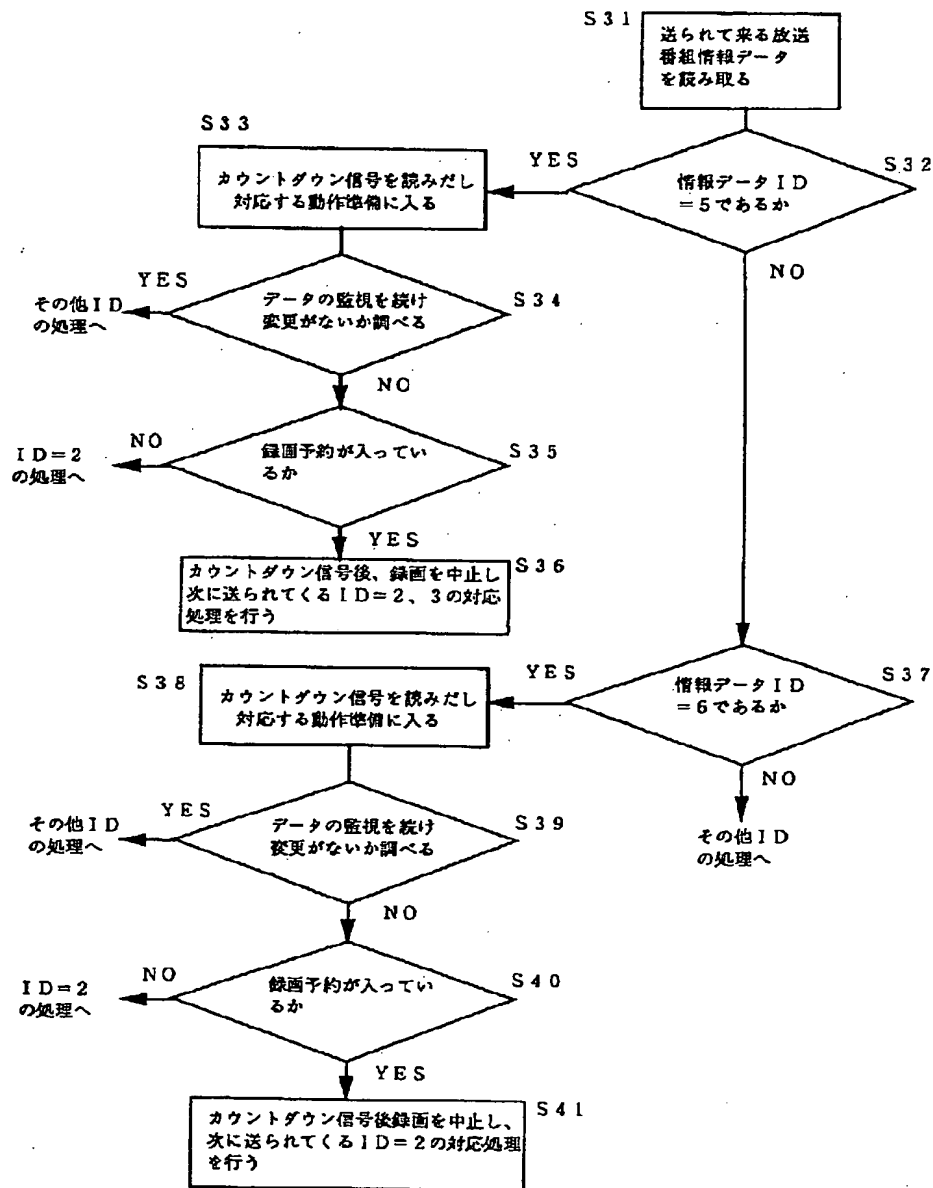 S31
送られて来る放送
番組情報データ
を読み取る
S32
情報データID
=5であるか
YES
NO
S33
カウントダウン信号を読みだし
対応する動作準備に入る
S34
データの監視を続け
変更がないか調べる
YES
その他ID
の処理へ
NO
S35
録画予約が入ってい
るか
NO
ID=2
の処理へ
YES
S36
カウントダウン信号後、録画を中止し
次に送られてくるID=2、3の対応
処理を行う
S37
情報データID
=6であるか
YES
NO
その他ID
の処理へ
S38
カウントダウン信号を読みだし
対応する動作準備に入る
S39
データの監視を続け
変更がないか調べる
YES
その他ID
の処理へ
NO
S40
録画予約が入ってい
るか
NO
ID=2
の処理へ
YES
S41
カウントダウン信号後録画を中止し、
次に送られてくるID=2の対応処理
を行う